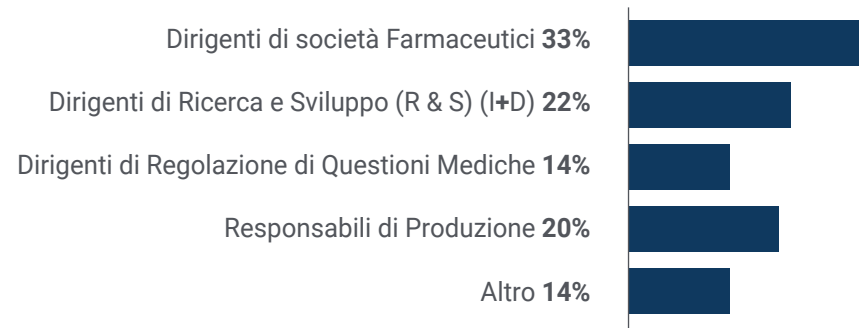 Dirigenti di società Farmaceutici 33%
Dirigenti di Ricerca e Sviluppo (R & S) (I+D) 22%
Dirigenti di Regolazione di Questioni Mediche 14%
Responsabili di Produzione 20%
Altro 14%